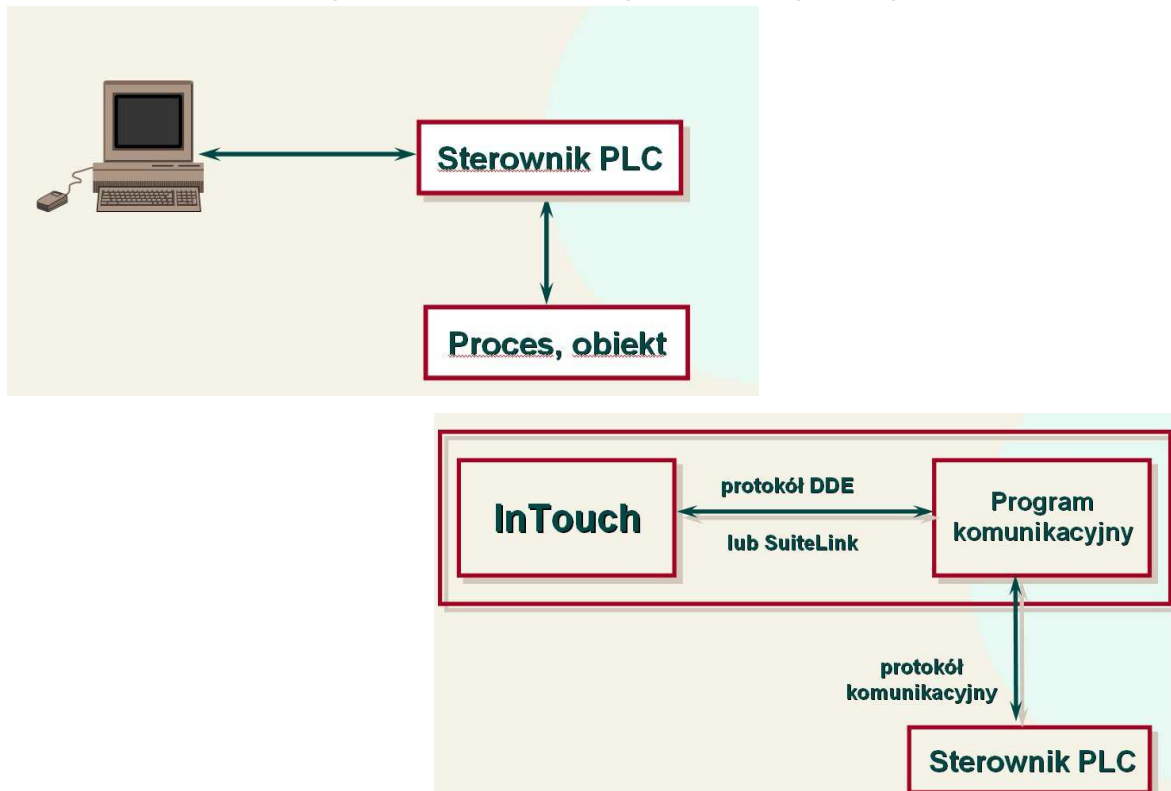 Sterownik PLC
Proces, obiekt
InTouch
protokół DDE
lub SuiteLink
Program
komunikacyjny
protokół
komunikacyjny
Sterownik PLC